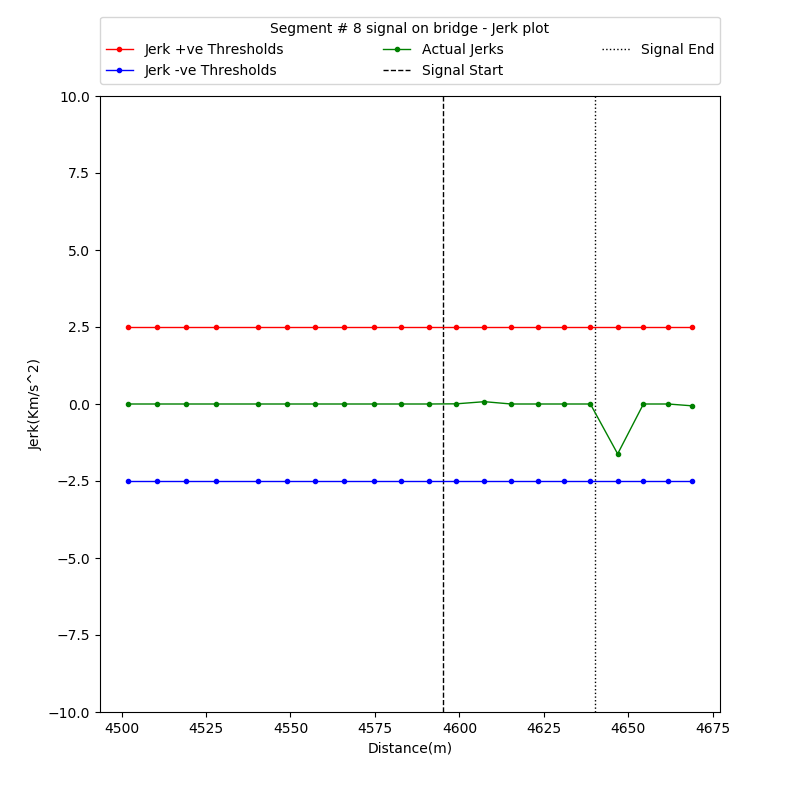 Segment # 8 signal on bridge - Jerk plot
Jerk +ve Thresholds Actual Jerks Signal End
Jerk -ve Thresholds Signal Start
10.0
7.5
5.0
2.5
0.0
−2.5
−5.0
−7.5
−10.0
Jerk(Km/s^2)
4500 4525 4550 4575 4600 4625 4650 4675
Distance(m)